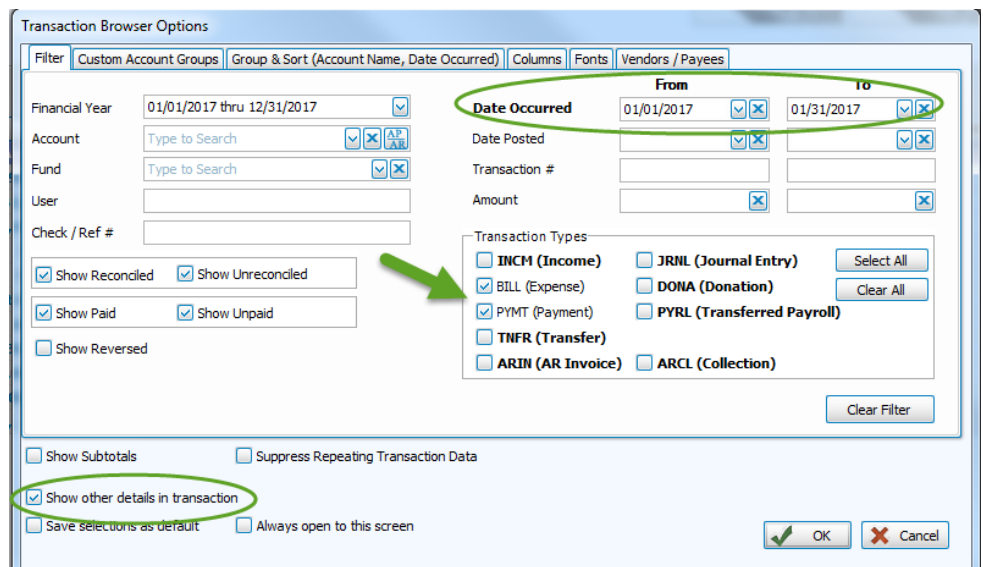 Transaction Browser Options
Filter Custom Account Groups Group & Sort (Account Name, Date Occurred) Columns Fonts Vendors / Payees
From To
Financial Year 01/01/2017 thru 12/31/2017 Date Occurred 01/01/2017 01/31/2017
Account Type to Search AP AR Date Posted
Fund Type to Search Transaction #
User Amount
Check / Ref #
Transaction Types
INCM (Income) JRNL (Journal Entry) Select All
Show Reconciled Show Unreconciled
BILL (Expense) DONA (Donation) Clear All
Show Paid Show Unpaid PYMT (Payment) PYRL (Transferred Payroll)
TNFR (Transfer)
Show Reversed
ARIN (AR Invoice) ARCL (Collection)
Clear Filter
Show Subtotals Suppress Repeating Transaction Data
Show other details in transaction
Save selections as default Always open to this screen
OK Cancel